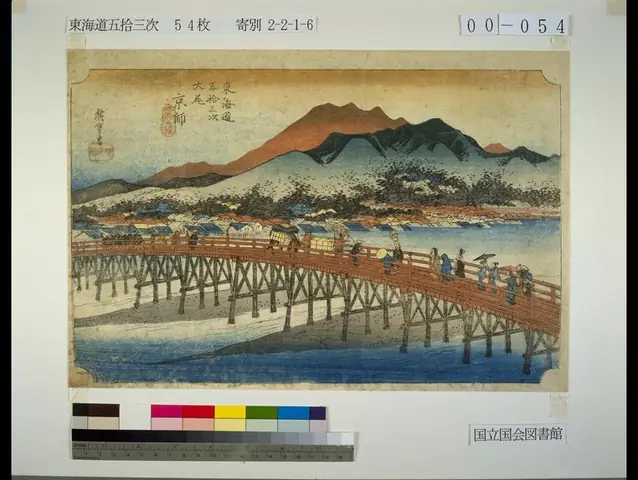 東海道五拾三次 54枚 寄別 2-2-1-6
00-054
東海道
五拾三次
大尾
京師
廣重画
国立国会図書館